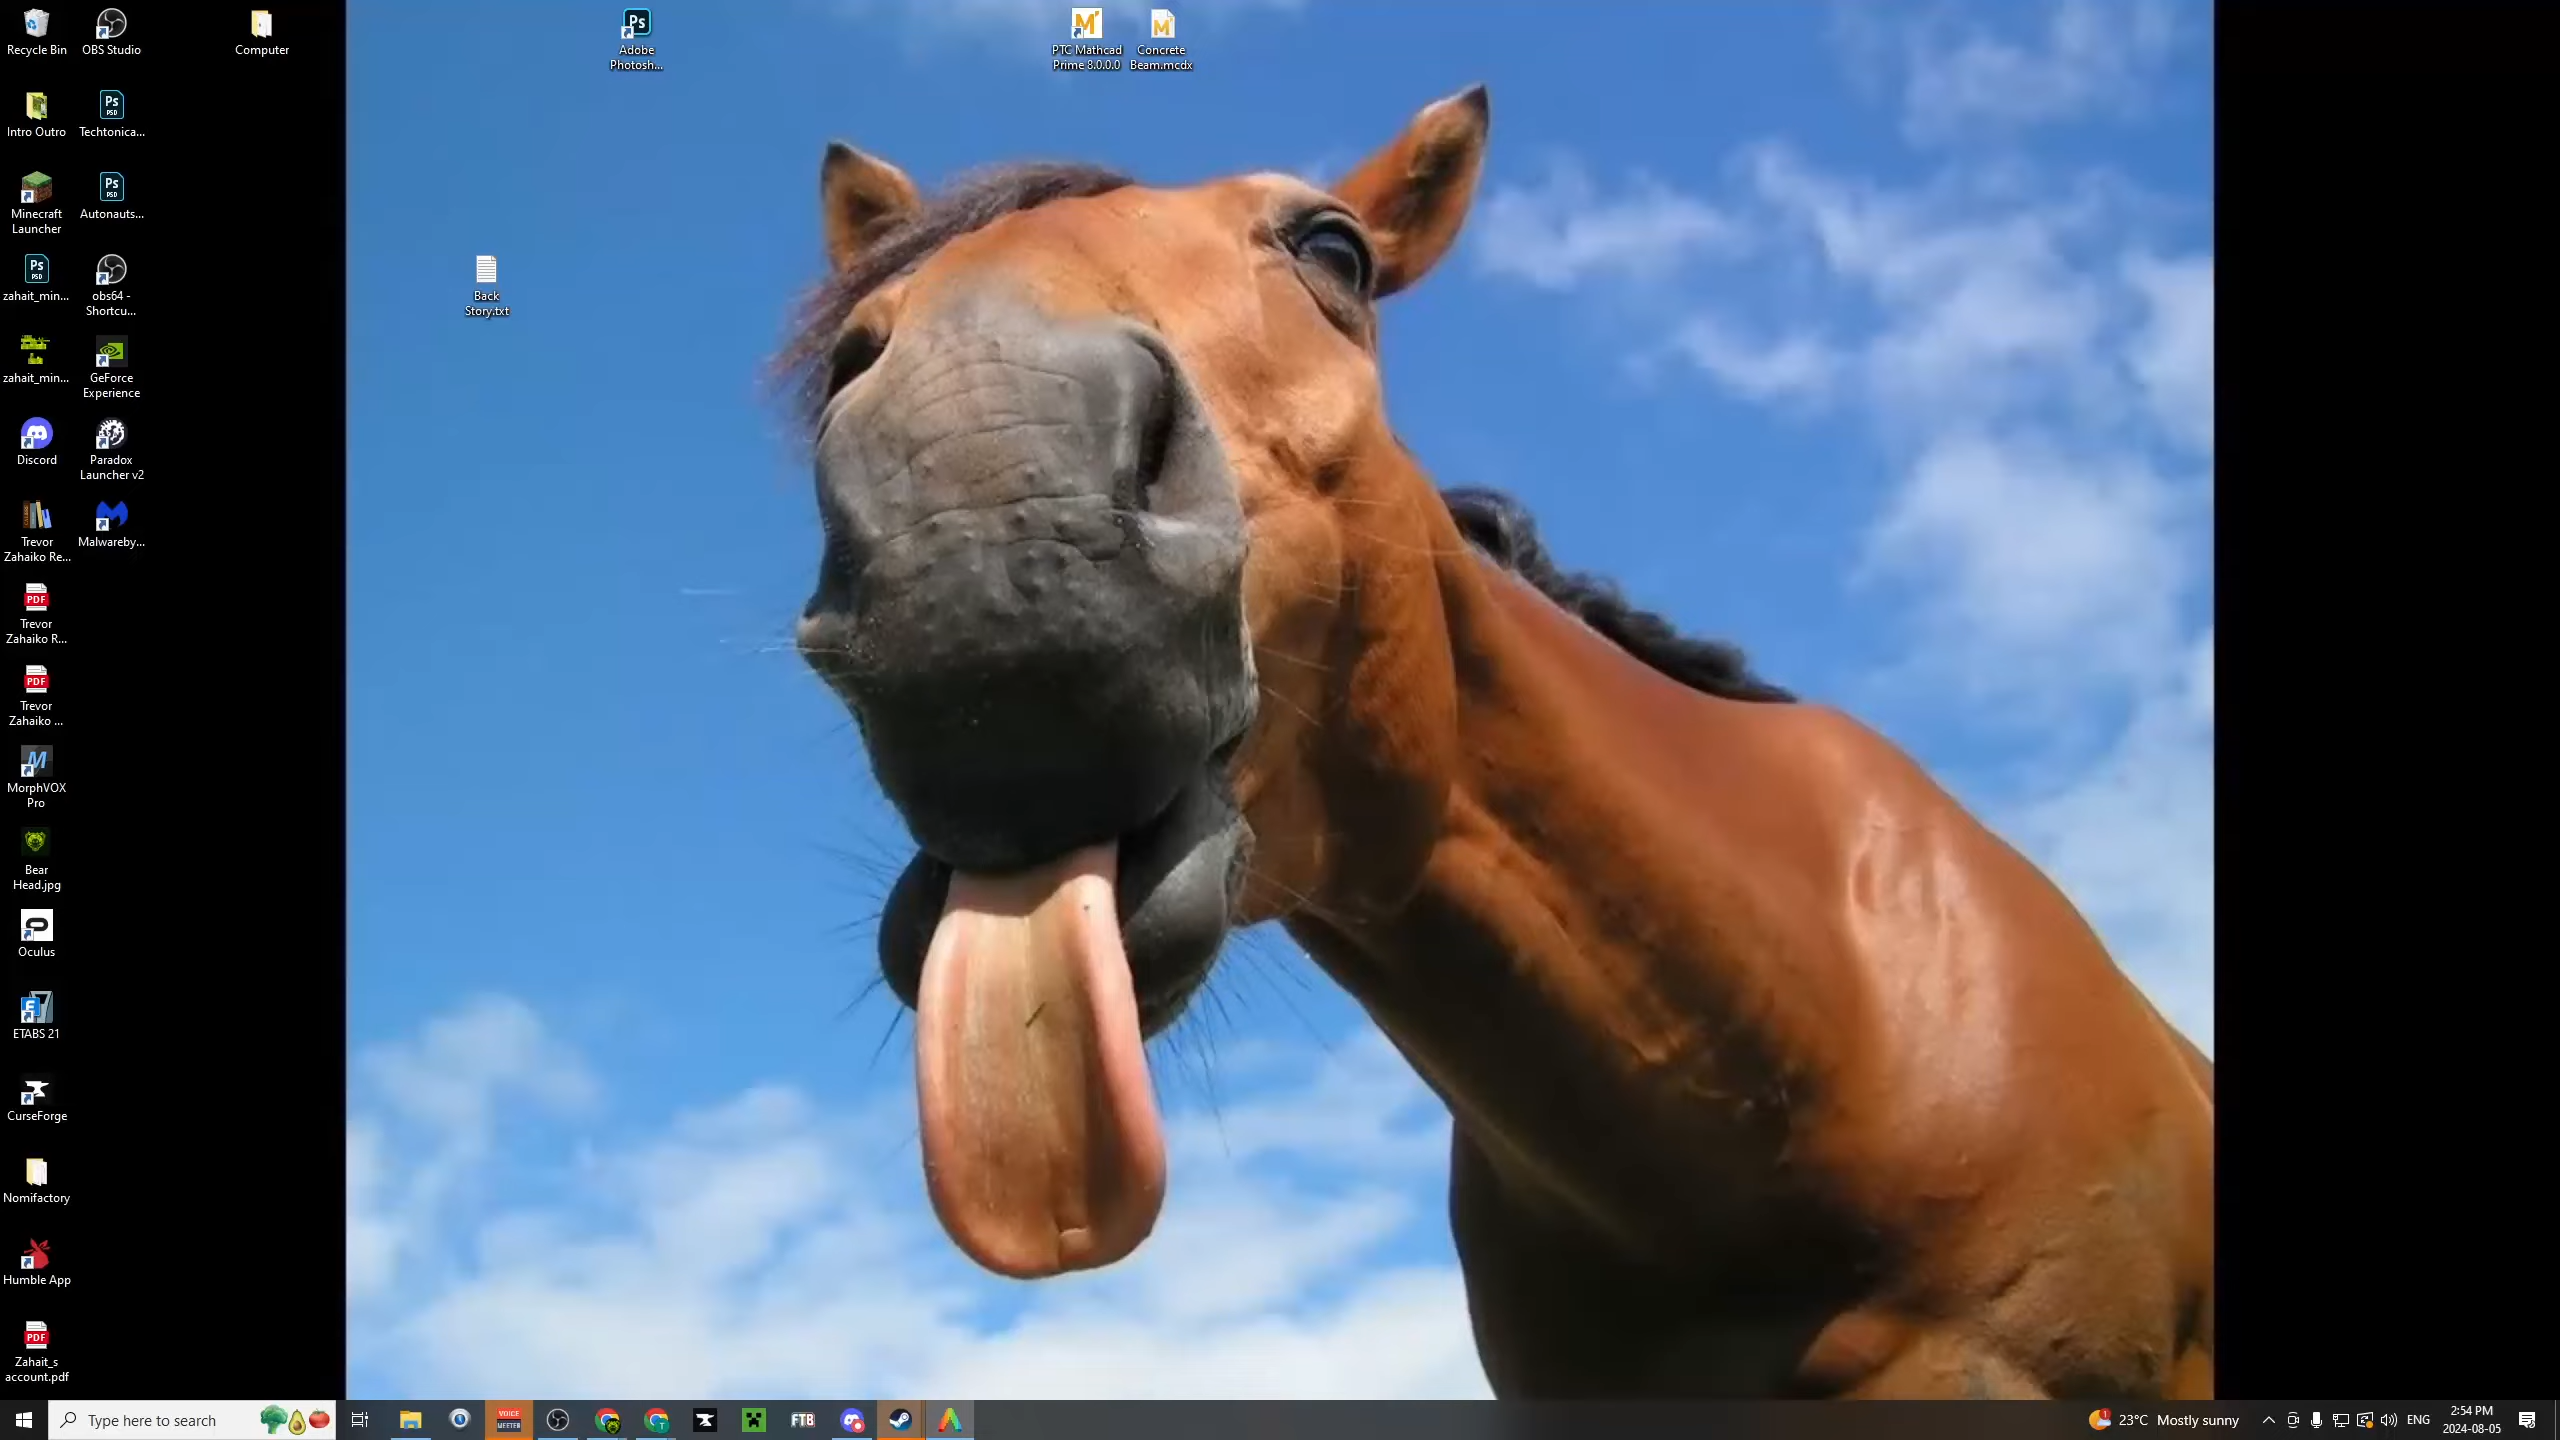 Recycle Bin
OBS Studio
Computer
Adobe
Photosh...
PTC Mathcad
Prime 8.0.0.0
Concrete
Beam.mcdx
Intro Outro
Techtonica...
Minecraft
Launcher
Autonauts...
zahait_min...
obs64 -
Shortcu...
Back
Story.txt
zahait_min...
GeForce
Experience
Discord
Paradox
Launcher v2
Trevor
Zahaiko Re...
Malwareby...
Trevor
Zahaiko R...
Trevor
Zahaiko ...
MorphVOX
Pro
Bear
Head.jpg
Oculus
ETABS 21
CurseForge
Nomifactory
Humble App
Zahait_s
account.pdf
Type here to search
VOICE
MEETER
FTB
23°C Mostly sunny
ENG
2:54 PM
2024-08-05